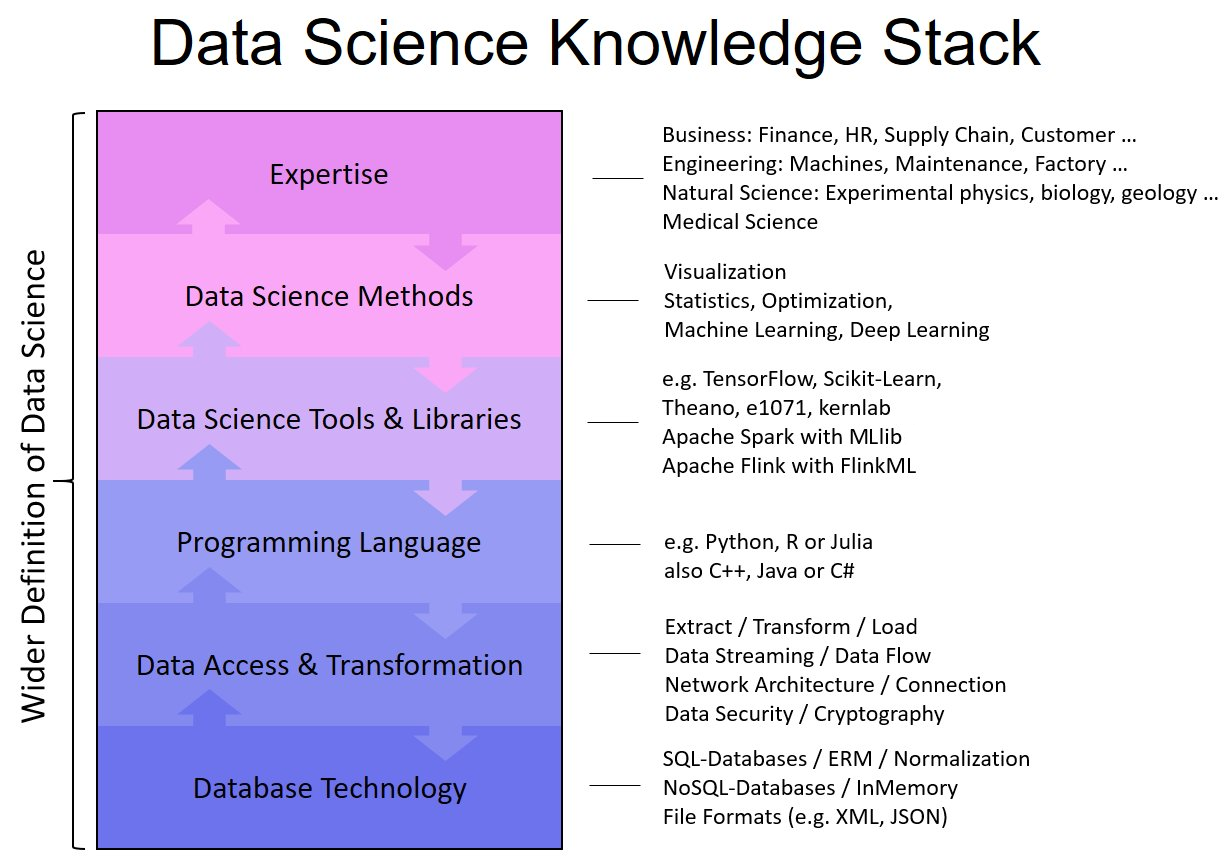 Data Science Knowledge Stack
Wider Definition of Data Science
Expertise
Business: Finance, HR, Supply Chain, Customer ...
Engineering: Machines, Maintenance, Factory ...
Natural Science: Experimental physics, biology, geology ...
Medical Science
Data Science Methods
Visualization
Statistics, Optimization,
Machine Learning, Deep Learning
Data Science Tools & Libraries
e.g. TensorFlow, Scikit-Learn,
Theano, e1071, kernlab
Apache Spark with MLlib
Apache Flink with FlinkML
Programming Language
e.g. Python, R or Julia
also C++, Java or C#
Data Access & Transformation
Extract / Transform / Load
Data Streaming / Data Flow
Network Architecture / Connection
Data Security / Cryptography
Database Technology
SQL-Databases / ERM / Normalization
NoSQL-Databases / InMemory
File Formats (e.g. XML, JSON)